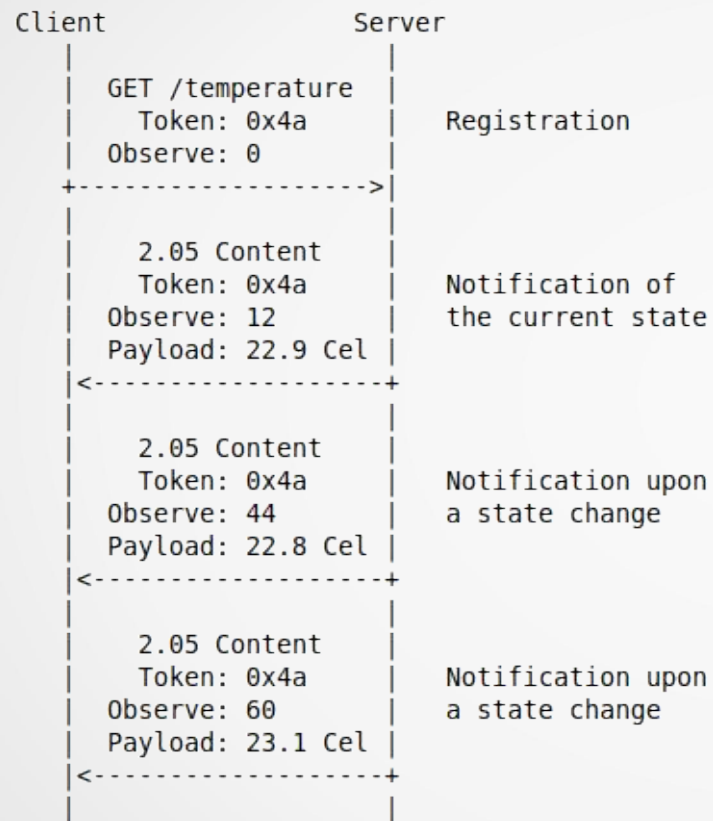 Client Server
GET /temperature
Token: 0x4a Registration
Observe: 0
2.05 Content
Token: 0x4a Notification of
Observe: 12 the current state
Payload: 22.9 Cel
2.05 Content
Token: 0x4a Notification upon
Observe: 44 a state change
Payload: 22.8 Cel
2.05 Content
Token: 0x4a Notification upon
Observe: 60 a state change
Payload: 23.1 Cel